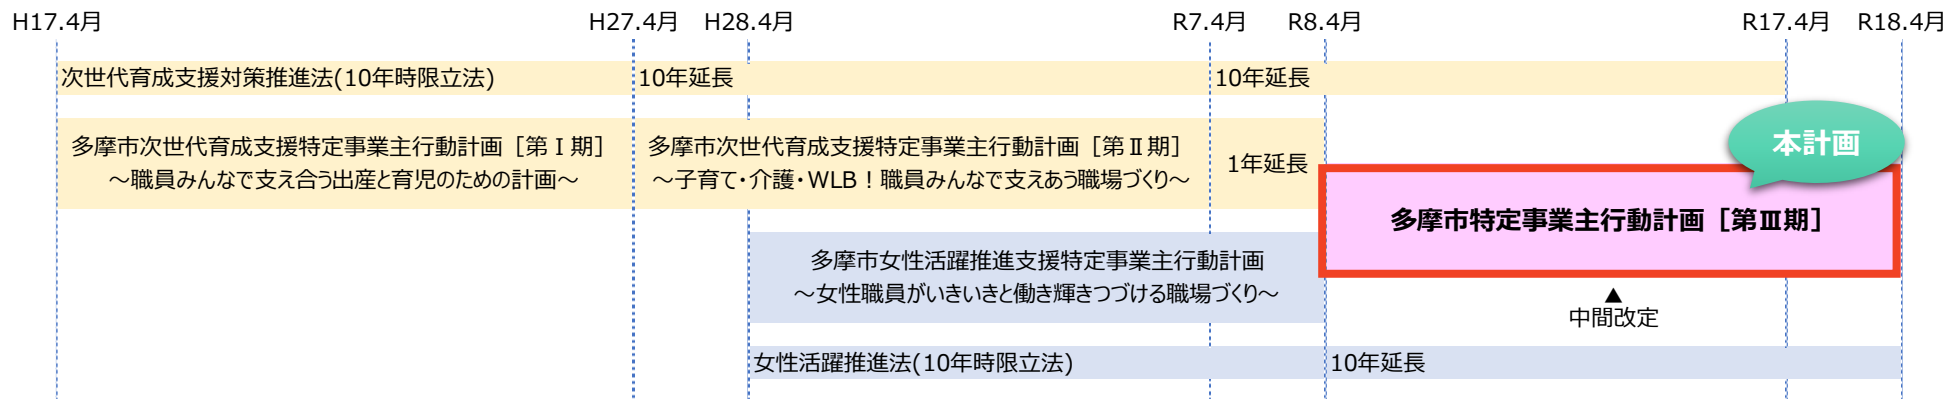 H17.4月 H27.4月 H28.4月 R7.4月 R8.4月 R17.4月 R18.4月
次世代育成支援対策推進法(10年時限立法) 10年延長 10年延長
本計画
多摩市次世代育成支援特定事業主行動計画［第Ⅰ期］
～職員みんなで支え合う出産と育児のための計画～
多摩市次世代育成支援特定事業主行動計画［第Ⅱ期］
～子育て・介護・WLB！職員みんなで支えあう職場づくり～
1年延長
多摩市特定事業主行動計画［第Ⅲ期］
多摩市女性活躍推進支援特定事業主行動計画
～女性職員がいきいきと働き輝きつづける職場づくり～
▲
中間改定
女性活躍推進法(10年時限立法) 10年延長